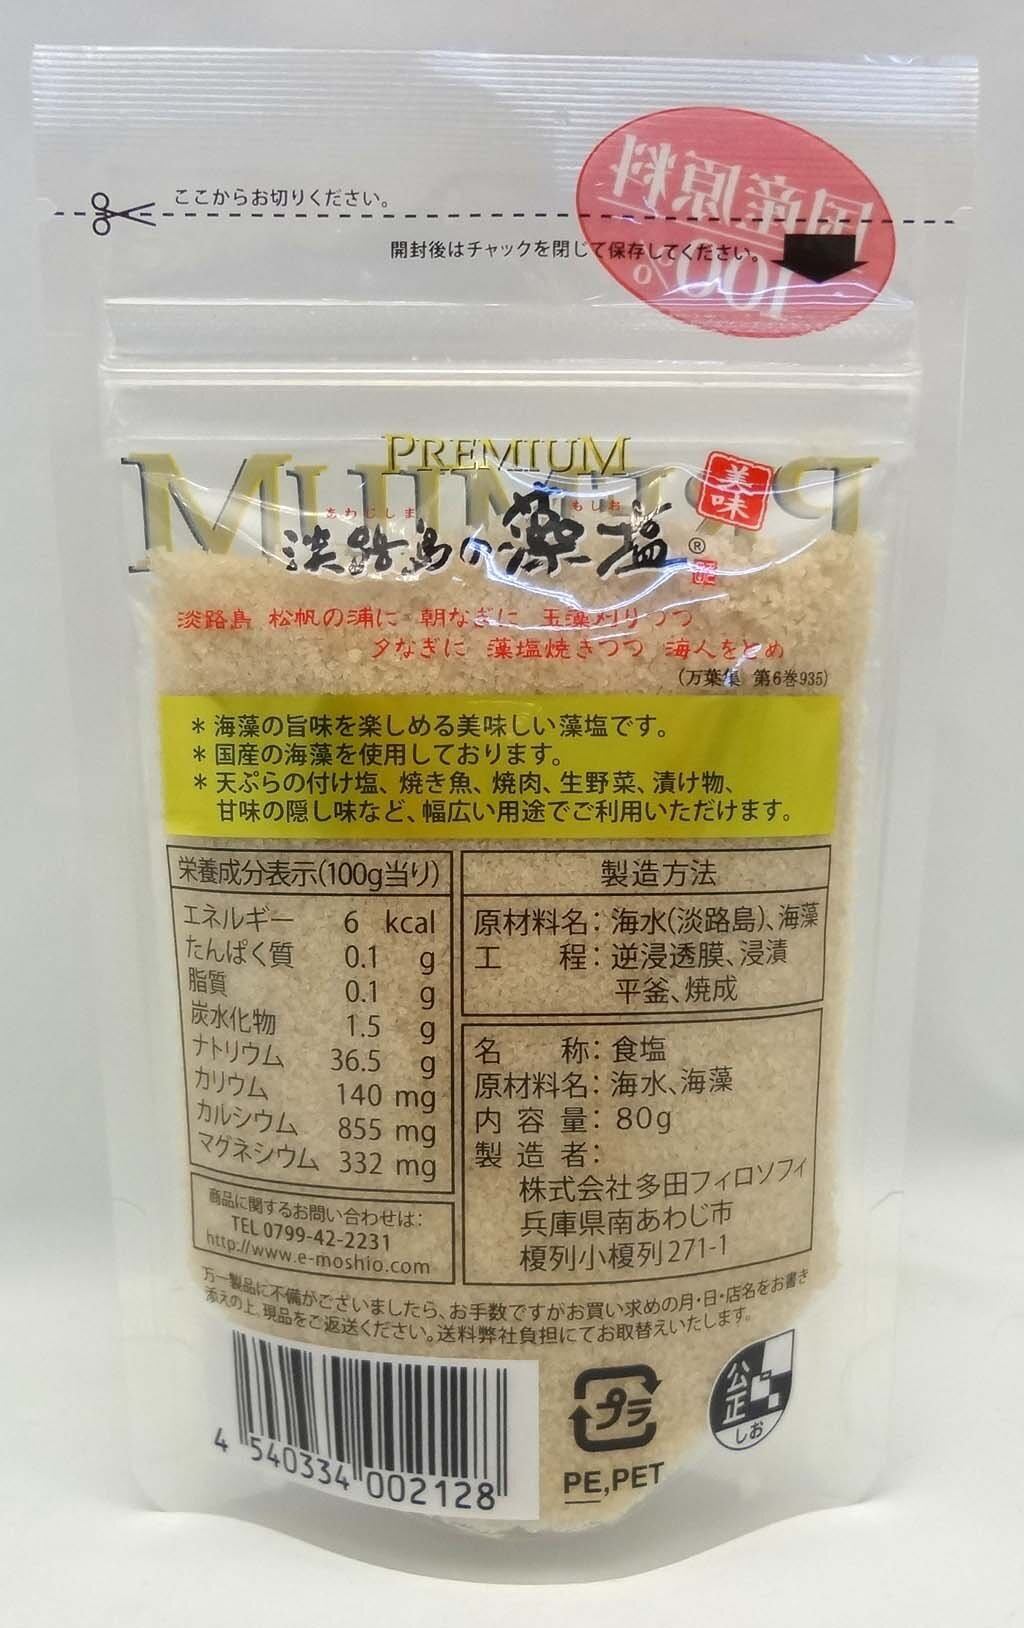 ここからお切りください。
国産原料
100%
開封後はチャックを閉じて保存してください。
PREMIUM
美味
あわじしま
もしお
淡路島の藻塩
®
淡路島 松帆の浦に 朝なぎに 玉藻刈りつつ
夕なぎに 藻塩焼きつつ 海人をとめ
(万葉集 第6巻935)
*海藻の旨味を楽しめる美味しい藻塩です。
*国産の海藻を使用しております。
*天ぷらの付け塩、焼き魚、焼肉、生野菜、漬け物、
甘味の隠し味など、幅広い用途でご利用いただけます。
栄養成分表示(100g当り)
エネルギー 6 kcal
たんぱく質 0.1 g
脂質 0.1 g
炭水化物 1.5 g
ナトリウム 36.5 g
カリウム 140 mg
カルシウム 855 mg
マグネシウム 332 mg
商品に関するお問い合わせは:
TEL 0799-42-2231
http://www.e-moshio.com
製造方法
原材料名:海水(淡路島)、海藻
工程:逆浸透膜、浸漬
平釜、焼成
名称:食塩
原材料名:海水、海藻
内容量:80g
製造者:
株式会社多田フィロソフィ
兵庫県南あわじ市
榎列小榎列271-1
万一製品に不備がございましたら、お手数ですがお買い求めの月・日・店名をお書き
添えの上、現品をご返送ください。送料弊社負担にてお取替えいたします。
4 540334 002128
プラ
PE,PET
公正
しお